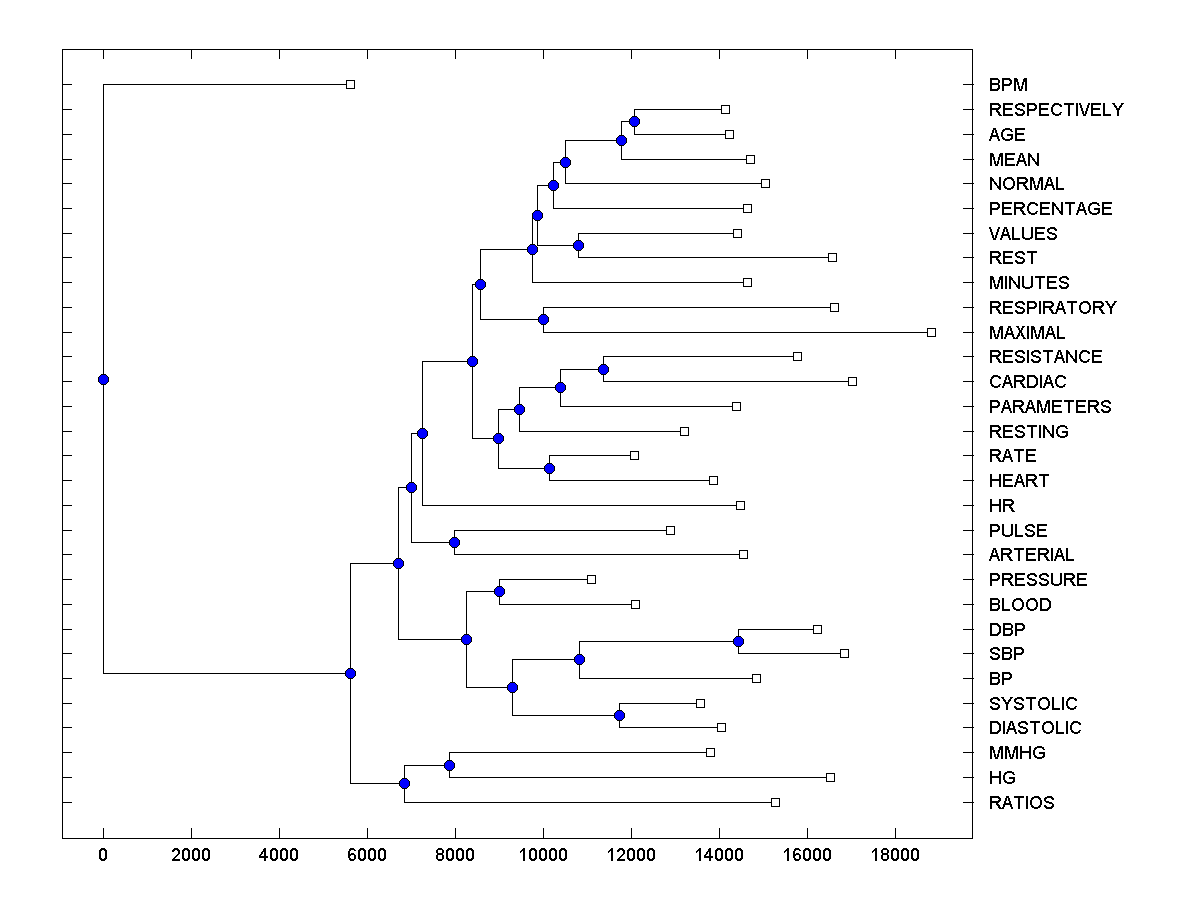 BPM
RESPECTIVELY
AGE
MEAN
NORMAL
PERCENTAGE
VALUES
REST
MINUTES
RESPIRATORY
MAXIMAL
RESISTANCE
CARDIAC
PARAMETERS
RESTING
RATE
HEART
HR
PULSE
ARTERIAL
PRESSURE
BLOOD
DBP
SBP
BP
SYSTOLIC
DIASTOLIC
MMHG
HG
RATIOS
0 2000 4000 6000 8000 10000 12000 14000 16000 18000